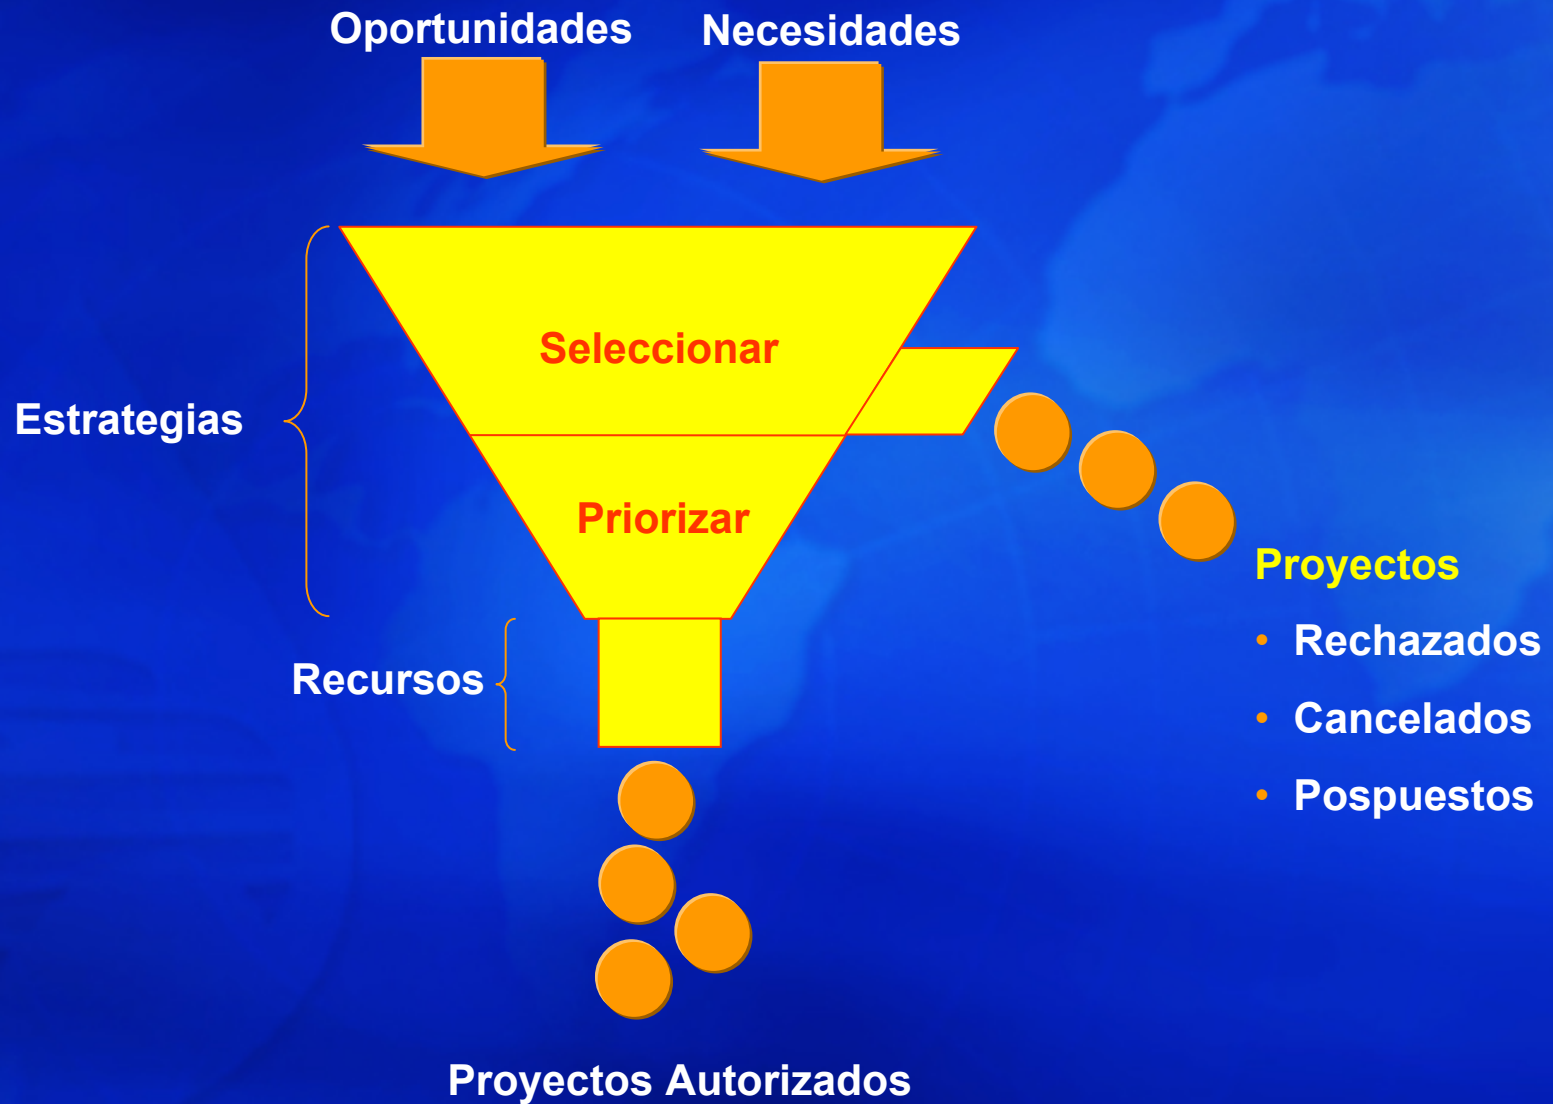 Oportunidades
Necesidades
Seleccionar
Estrategias
Priorizar
Proyectos
• Rechazados
Recursos
• Cancelados
• Pospuestos
Proyectos Autorizados